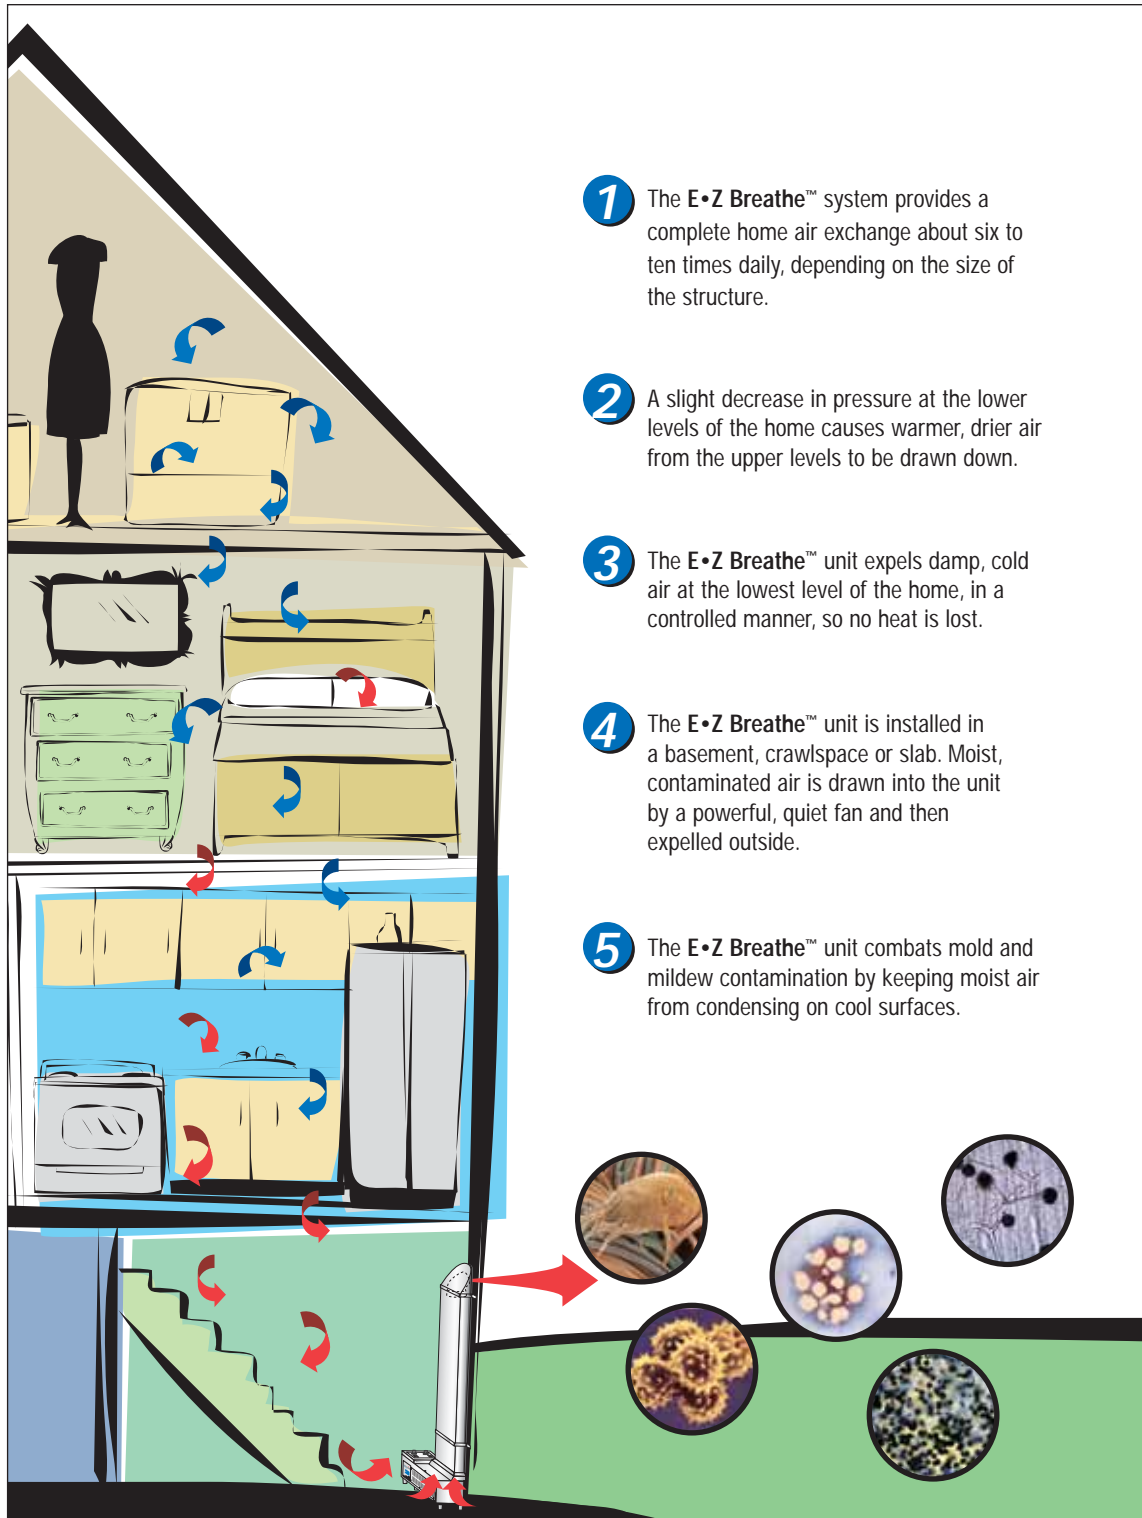 1 The E•Z Breathe™ system provides a
complete home air exchange about six to
ten times daily, depending on the size of
the structure.
2 A slight decrease in pressure at the lower
levels of the home causes warmer, drier air
from the upper levels to be drawn down.
3 The E•Z Breathe™ unit expels damp, cold
air at the lowest level of the home, in a
controlled manner, so no heat is lost.
4 The E•Z Breathe™ unit is installed in
a basement, crawlspace or slab. Moist,
contaminated air is drawn into the unit
by a powerful, quiet fan and then
expelled outside.
5 The E•Z Breathe™ unit combats mold and
mildew contamination by keeping moist air
from condensing on cool surfaces.